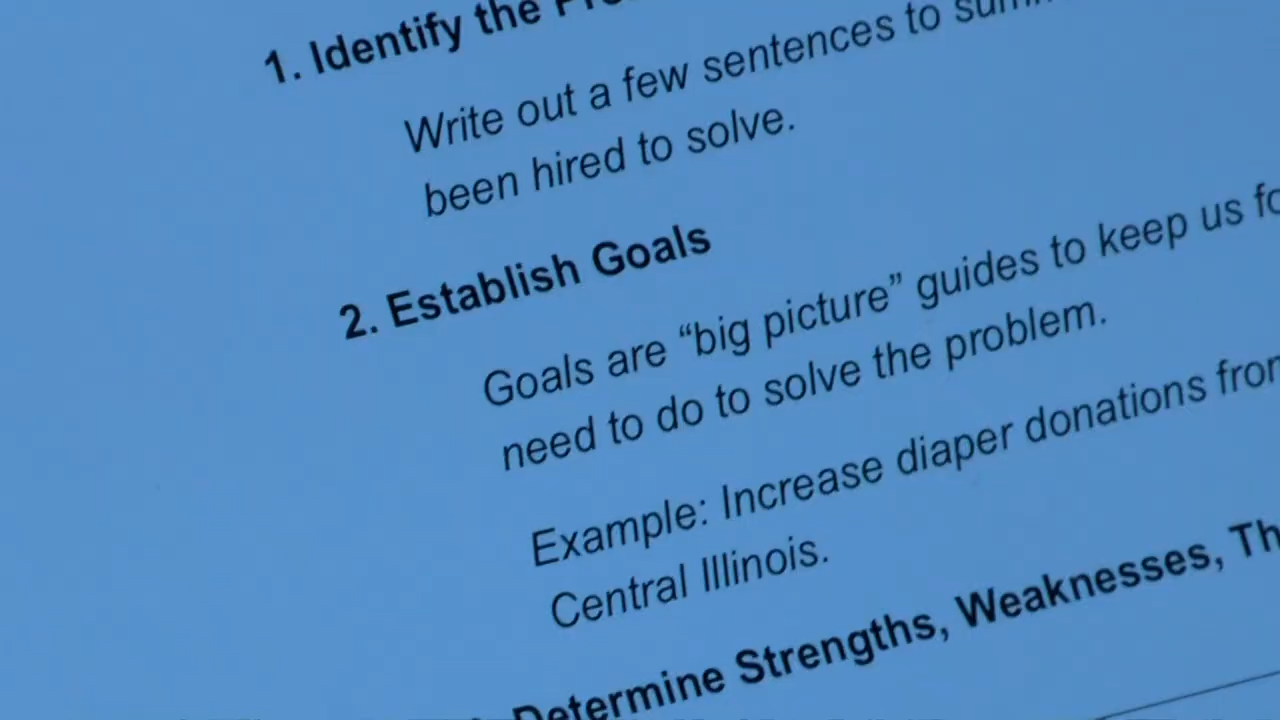 1. Identify the
Write out a few sentences to
been hired to solve.
2. Establish Goals
Goals are “big picture” guides to keep us
need to do to solve the problem.
Example: Increase diaper donations from
Central Illinois.
Determine Strengths, Weaknesses,